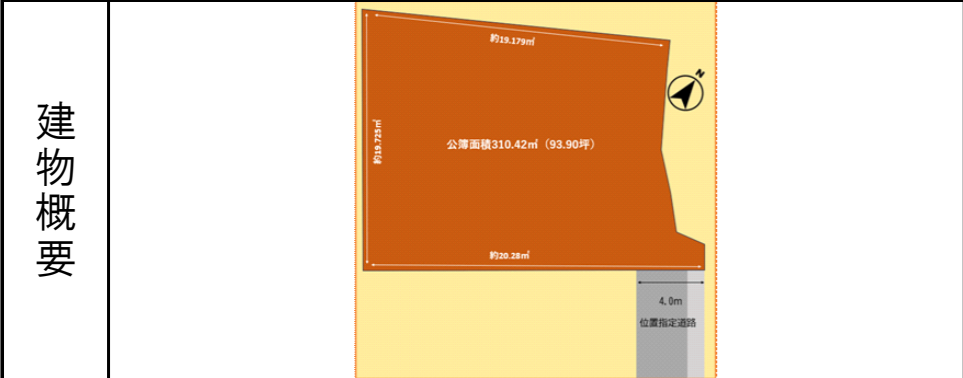 建物概要
約19.179㎡
N
約19.725㎡
公簿面積310.42㎡（93.90坪）
約20.28㎡
4.0m
位置指定道路